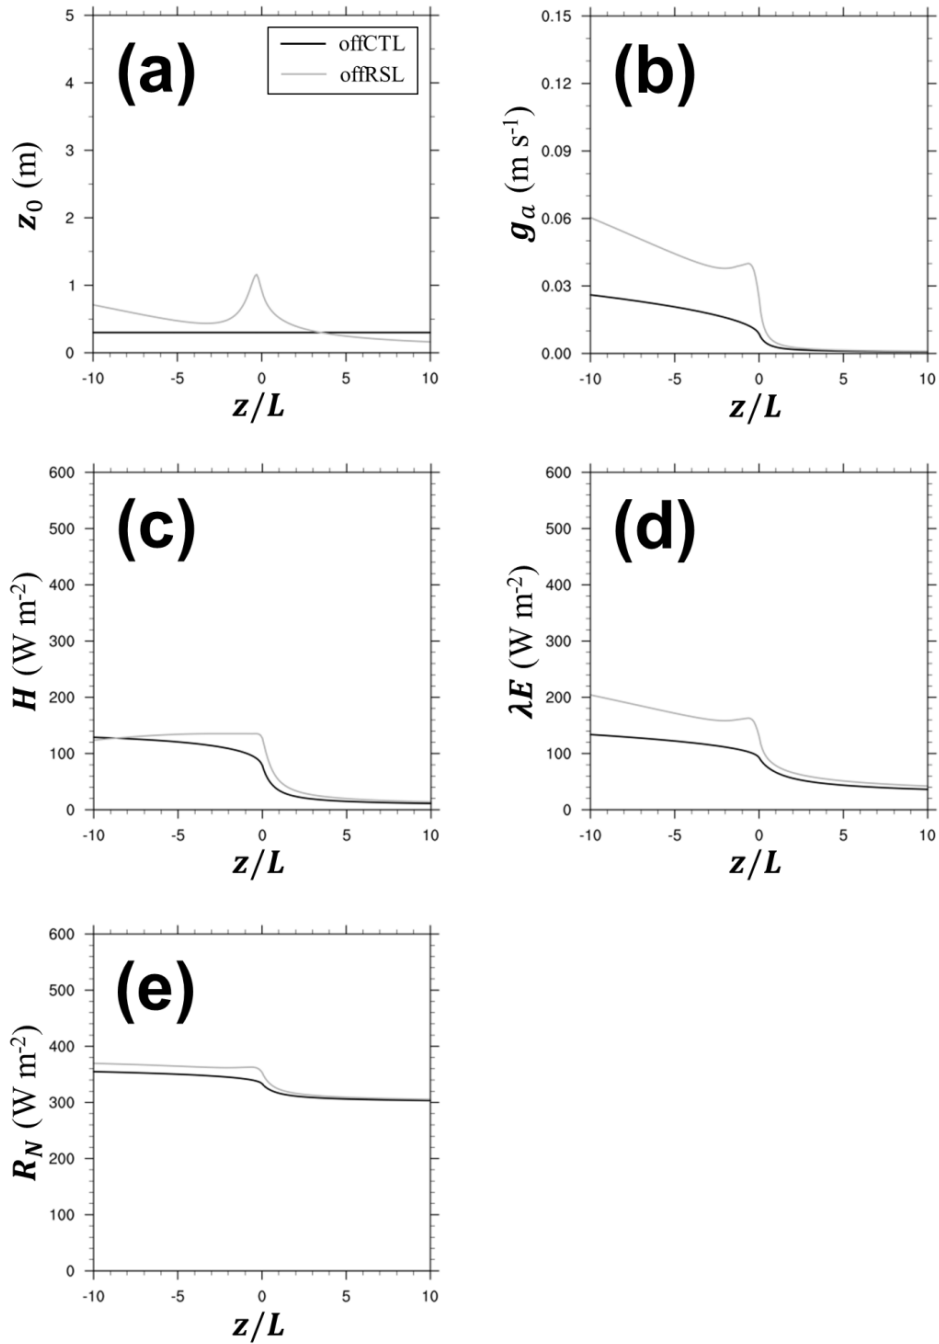 (a)
offCTL
offRSL
z₀ (m)
5
4
3
2
1
0
-10 -5 0 5 10
z/L
(b)
gₐ (m s⁻¹)
0.15
0.12
0.09
0.06
0.03
0.00
-10 -5 0 5 10
z/L
(c)
H (W m⁻²)
600
500
400
300
200
100
0
-10 -5 0 5 10
z/L
(d)
λE (W m⁻²)
600
500
400
300
200
100
0
-10 -5 0 5 10
z/L
(e)
R_N (W m⁻²)
600
500
400
300
200
100
0
-10 -5 0 5 10
z/L